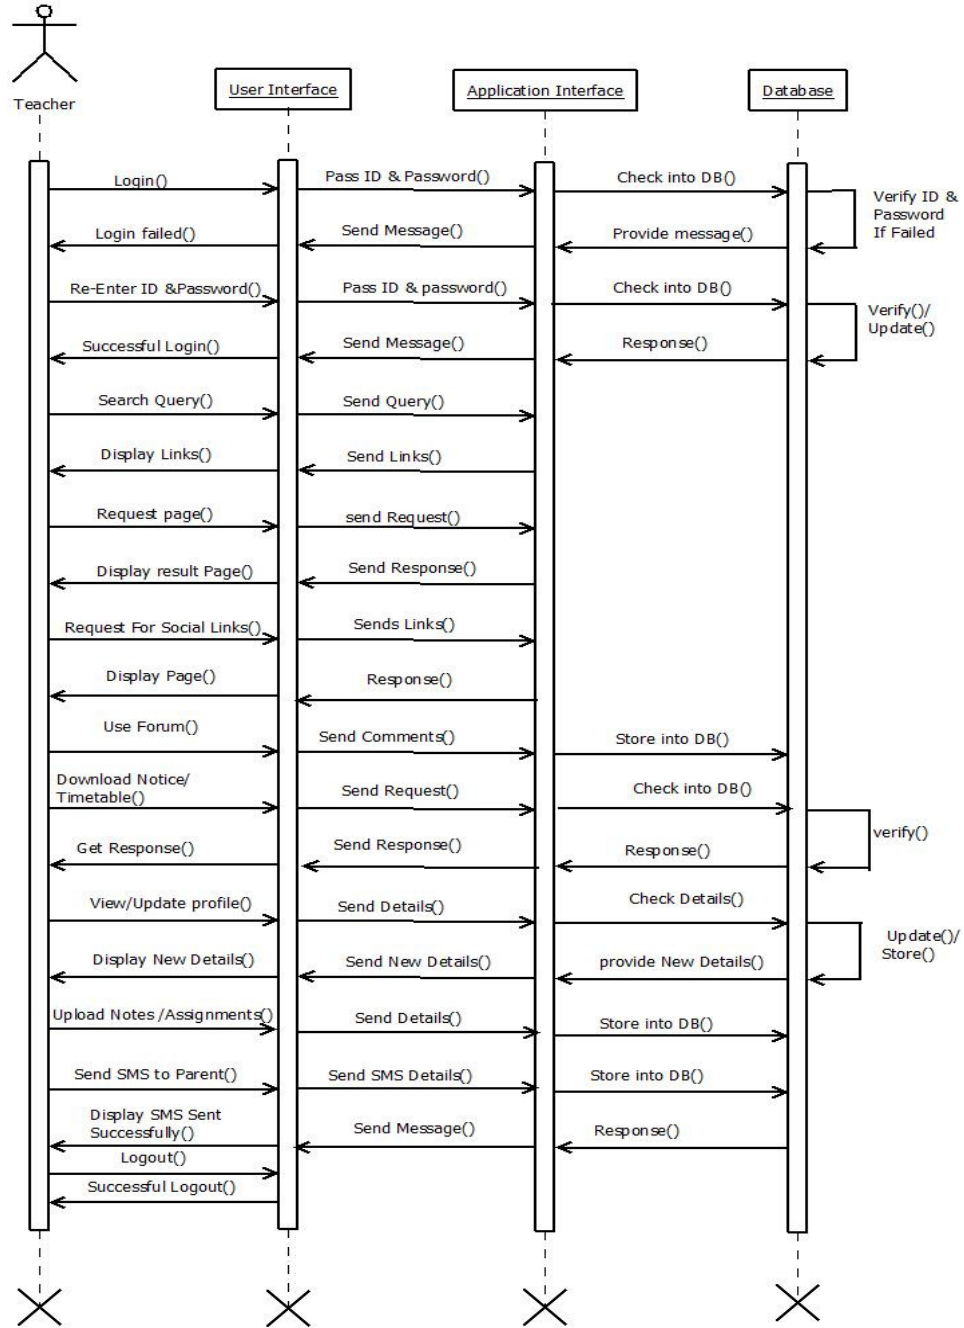 Teacher
User Interface
Application Interface
Database
Login()
Pass ID & Password()
Check into DB()
Verify ID &
Password
If Failed
Login failed()
Send Message()
Provide message()
Re-Enter ID &Password()
Pass ID & password()
Check into DB()
Verify()/
Update()
Successful Login()
Send Message()
Response()
Search Query()
Send Query()
Display Links()
Send Links()
Request page()
send Request()
Display result Page()
Send Response()
Request For Social Links()
Sends Links()
Display Page()
Response()
Use Forum()
Send Comments()
Store into DB()
Download Notice/
Timetable()
Send Request()
Check into DB()
verify()
Get Response()
Send Response()
Response()
View/Update profile()
Send Details()
Check Details()
Update()/
Store()
Display New Details()
Send New Details()
provide New Details()
Upload Notes /Assignments()
Send Details()
Store into DB()
Send SMS to Parent()
Send SMS Details()
Store into DB()
Display SMS Sent
Successfully()
Send Message()
Response()
Logout()
Successful Logout()